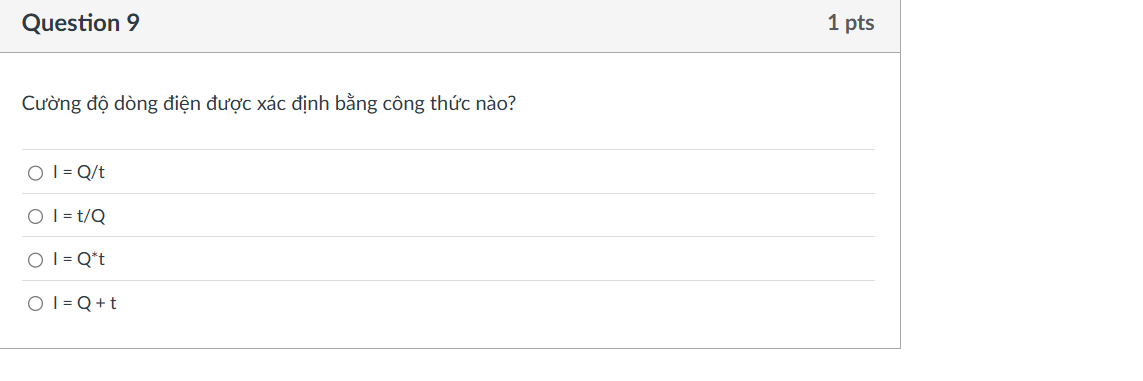 Question 9
1 pts
Cường độ dòng điện được xác định bằng công thức nào?
I = Q/t
I = t/Q
I = Q*t
I = Q + t